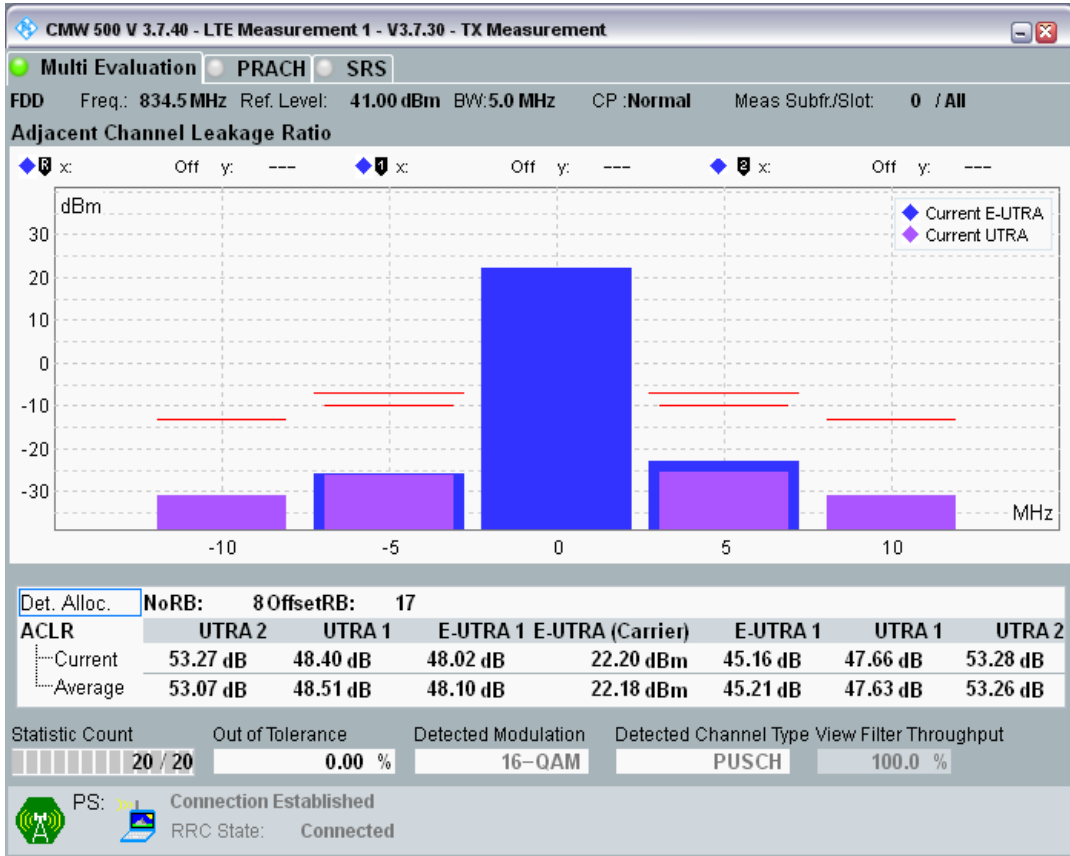 CMW 500 V 3.7.40 - LTE Measurement 1 - V3.7.30 - TX Measurement
Multi Evaluation PRACH SRS
FDD Freq.: 834.5 MHz Ref. Level: 41.00 dBm BW: 5.0 MHz CP :Normal Meas Subfr./Slot: 0 / All
Adjacent Channel Leakage Ratio
R x: Off y: --- 1 x: Off y: --- 2 x: Off y: ---
dBm
Current E-UTRA
Current UTRA
30
20
10
0
-10
-20
-30
MHz
-10 -5 0 5 10
Det. Alloc. NoRB: 8 OffsetRB: 17
ACLR UTRA 2 UTRA 1 E-UTRA 1 E-UTRA (Carrier) E-UTRA 1 UTRA 1 UTRA 2
Current 53.27 dB 48.40 dB 48.02 dB 22.20 dBm 45.16 dB 47.66 dB 53.28 dB
Average 53.07 dB 48.51 dB 48.10 dB 22.18 dBm 45.21 dB 47.63 dB 53.26 dB
Statistic Count Out of Tolerance Detected Modulation Detected Channel Type View Filter Throughput
20 / 20 0.00 % 16-QAM PUSCH 100.0 %
PS: Connection Established
RRC State: Connected